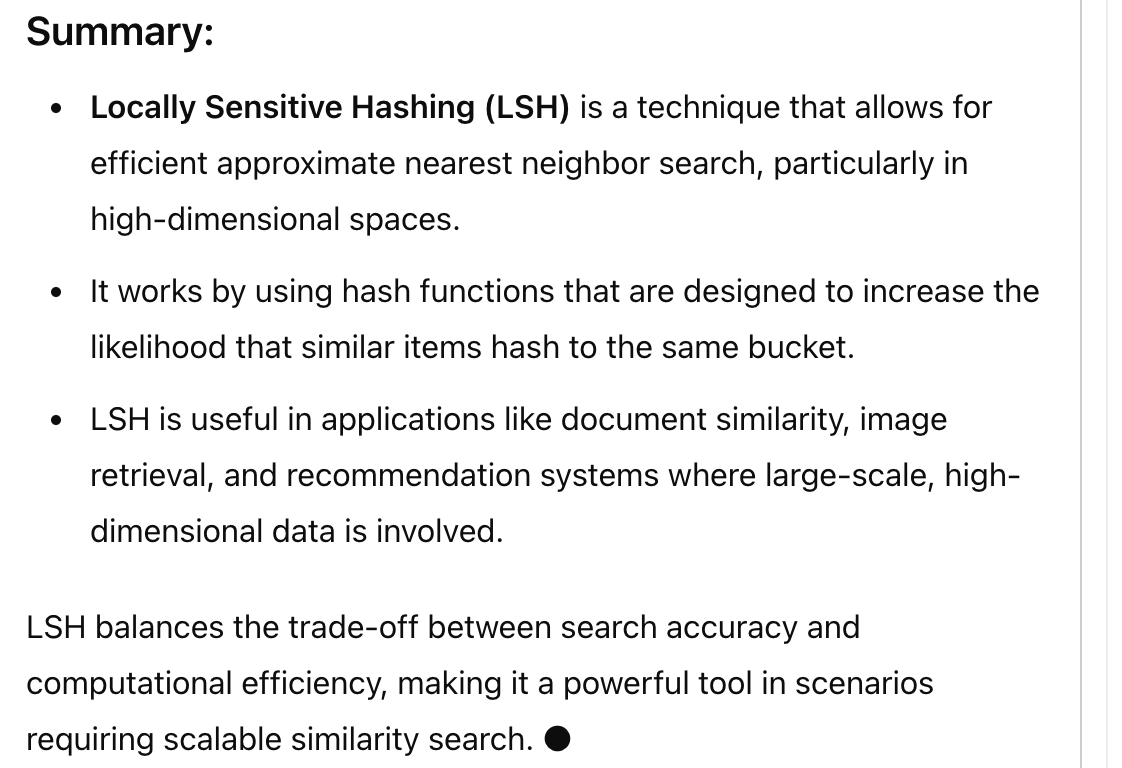 Summary:
• Locally Sensitive Hashing (LSH) is a technique that allows for
efficient approximate nearest neighbor search, particularly in
high-dimensional spaces.
• It works by using hash functions that are designed to increase the
likelihood that similar items hash to the same bucket.
• LSH is useful in applications like document similarity, image
retrieval, and recommendation systems where large-scale, high-
dimensional data is involved.
LSH balances the trade-off between search accuracy and
computational efficiency, making it a powerful tool in scenarios
requiring scalable similarity search. ●